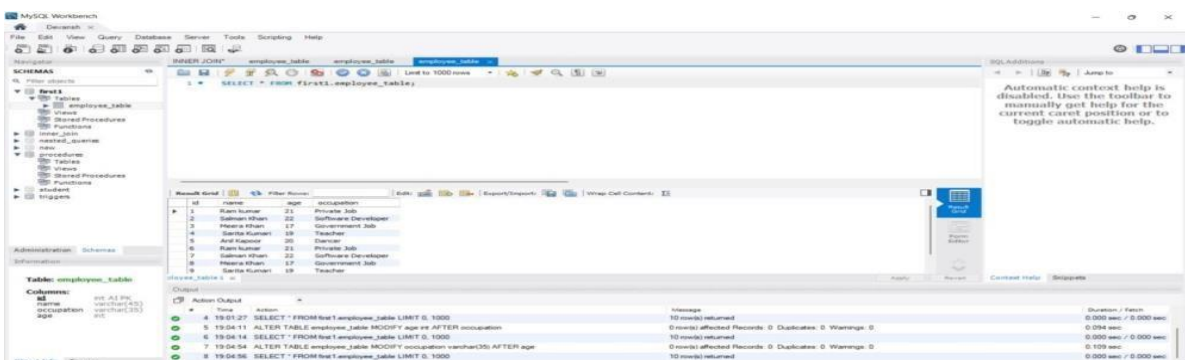 MySQL Workbench
Devansh
File Edit View Query Database Server Tools Scripting Help
Navigator
SCHEMAS
Filter objects
first1
Tables
employee_table
Views
Stored Procedures
Functions
inner_join
nested_queries
new
procedures
Tables
Views
Stored Procedures
Functions
student
triggers
Administration Schemas
Information
Table: employee_table
Columns:
id int AI PK
name varchar(45)
occupation varchar(35)
age int
INNER JOIN* employee_table employee_table employee_table
Limit to 1000 rows
1 SELECT * FROM first1.employee_table;
Result Grid Filter Rows: Edit: Export/Import: Wrap Cell Content:
id name age occupation
1 Ram kumar 21 Private Job
2 Salman Khan 22 Software Developer
3 Meera Khan 17 Government Job
4 Sarita Kumari 19 Teacher
5 Anil Kapoor 20 Dancer
6 Ram kumar 21 Private Job
7 Salman Khan 22 Software Developer
8 Meera Khan 17 Government Job
9 Sarita Kumari 19 Teacher
Result Grid
Form Editor
Apply Revert
Output
Action Output
# Time Action Message Duration / Fetch
4 19:01:27 SELECT * FROM first1.employee_table LIMIT 0, 1000 10 row(s) returned 0.000 sec / 0.000 sec
5 19:04:11 ALTER TABLE employee_table MODIFY age int AFTER occupation 0 row(s) affected Records: 0 Duplicates: 0 Warnings: 0 0.094 sec
6 19:04:14 SELECT * FROM first1.employee_table LIMIT 0, 1000 10 row(s) returned 0.000 sec / 0.000 sec
7 19:04:54 ALTER TABLE employee_table MODIFY occupation varchar(35) AFTER age 0 row(s) affected Records: 0 Duplicates: 0 Warnings: 0 0.109 sec
8 19:04:56 SELECT * FROM first1.employee_table LIMIT 0, 1000 10 row(s) returned 0.000 sec / 0.000 sec
SQLAdditions
Jump to
Automatic context help is
disabled. Use the toolbar to
manually get help for the
current caret position or to
toggle automatic help.
Context Help Snippets